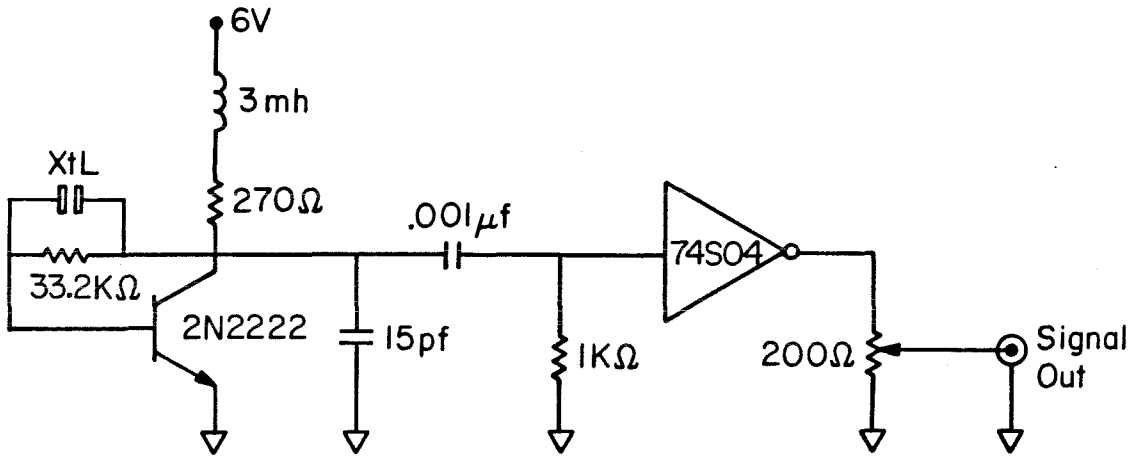 6V
3mh
XtL
270Ω
33.2KΩ
2N2222
15pf
.001μf
1KΩ
74S04
200Ω
Signal
Out